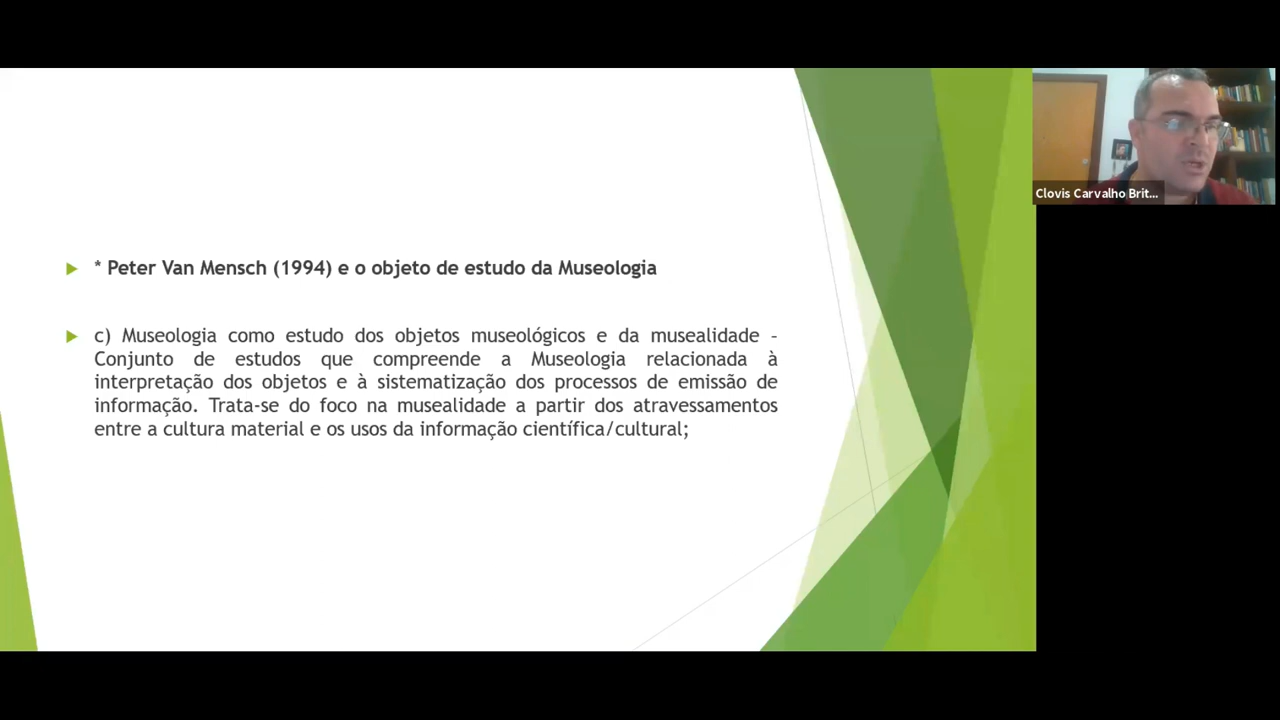 * Peter Van Mensch (1994) e o objeto de estudo da Museologia
c) Museologia como estudo dos objetos museológicos e da musealidade –
Conjunto de estudos que compreende a Museologia relacionada à
interpretação dos objetos e à sistematização dos processos de emissão de
informação. Trata-se do foco na musealidade a partir dos atravessamentos
entre a cultura material e os usos da informação científica/cultural;
Clovis Carvalho Brit...